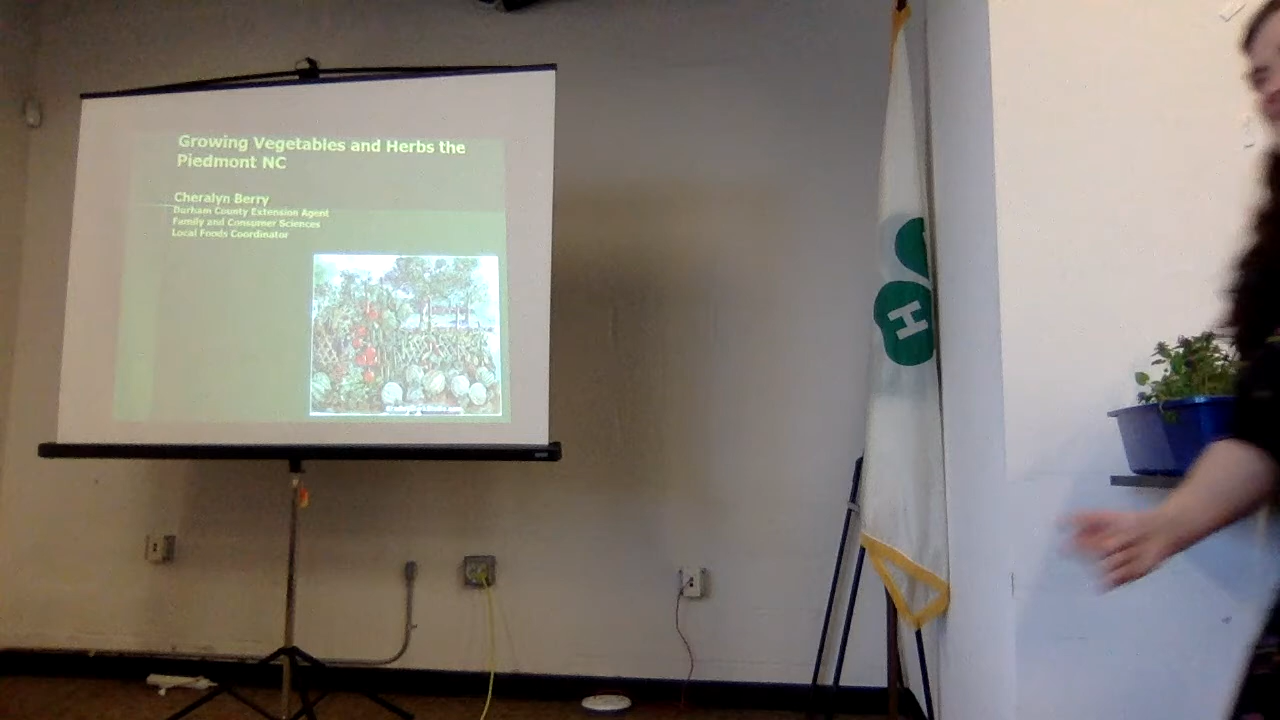 Growing Vegetables and Herbs the
Piedmont NC
Cheralyn Berry
Durham County Extension Agent
Family and Consumer Sciences
Local Foods Coordinator
H